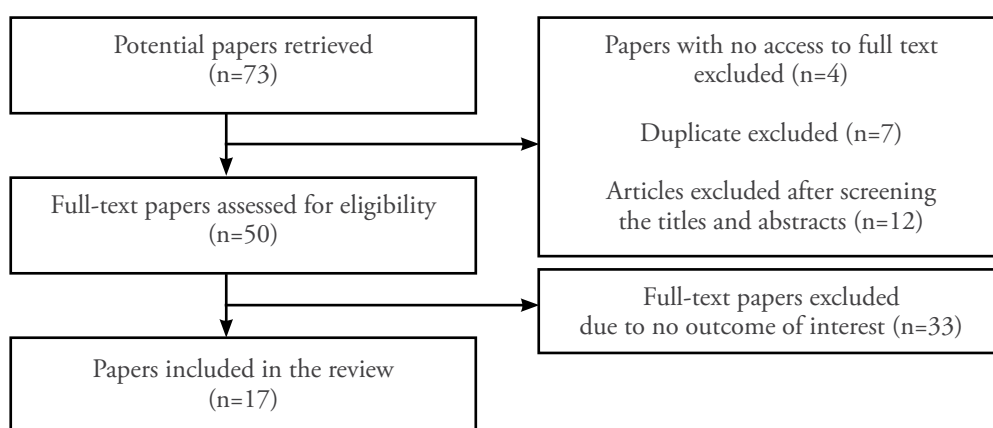 Potential papers retrieved
(n=73)
Papers with no access to full text
excluded (n=4)
Duplicate excluded (n=7)
Articles excluded after screening
the titles and abstracts (n=12)
Full-text papers assessed for eligibility
(n=50)
Full-text papers excluded
due to no outcome of interest (n=33)
Papers included in the review
(n=17)